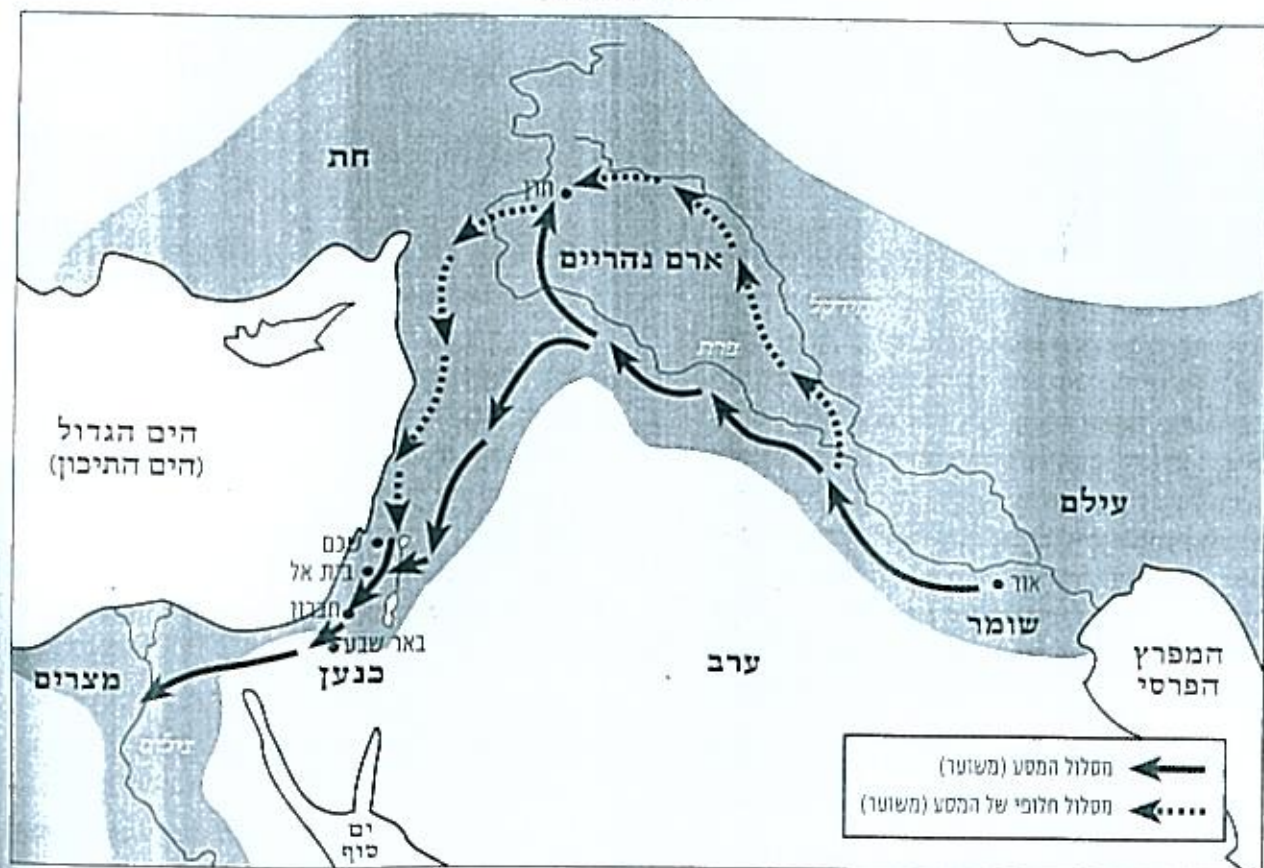 חת
חרן
ארם נהריים
חידקל
פרת
הים הגדול
(הים התיכון)
עילם
שכם
בית אל
חברון
באר שבע
כנען
מצרים
נילוס
ערב
אור
שומר
המפרץ
הפרסי
ים
סוף
מסלול המסע (משוער)
מסלול חלופי של המסע (משוער)